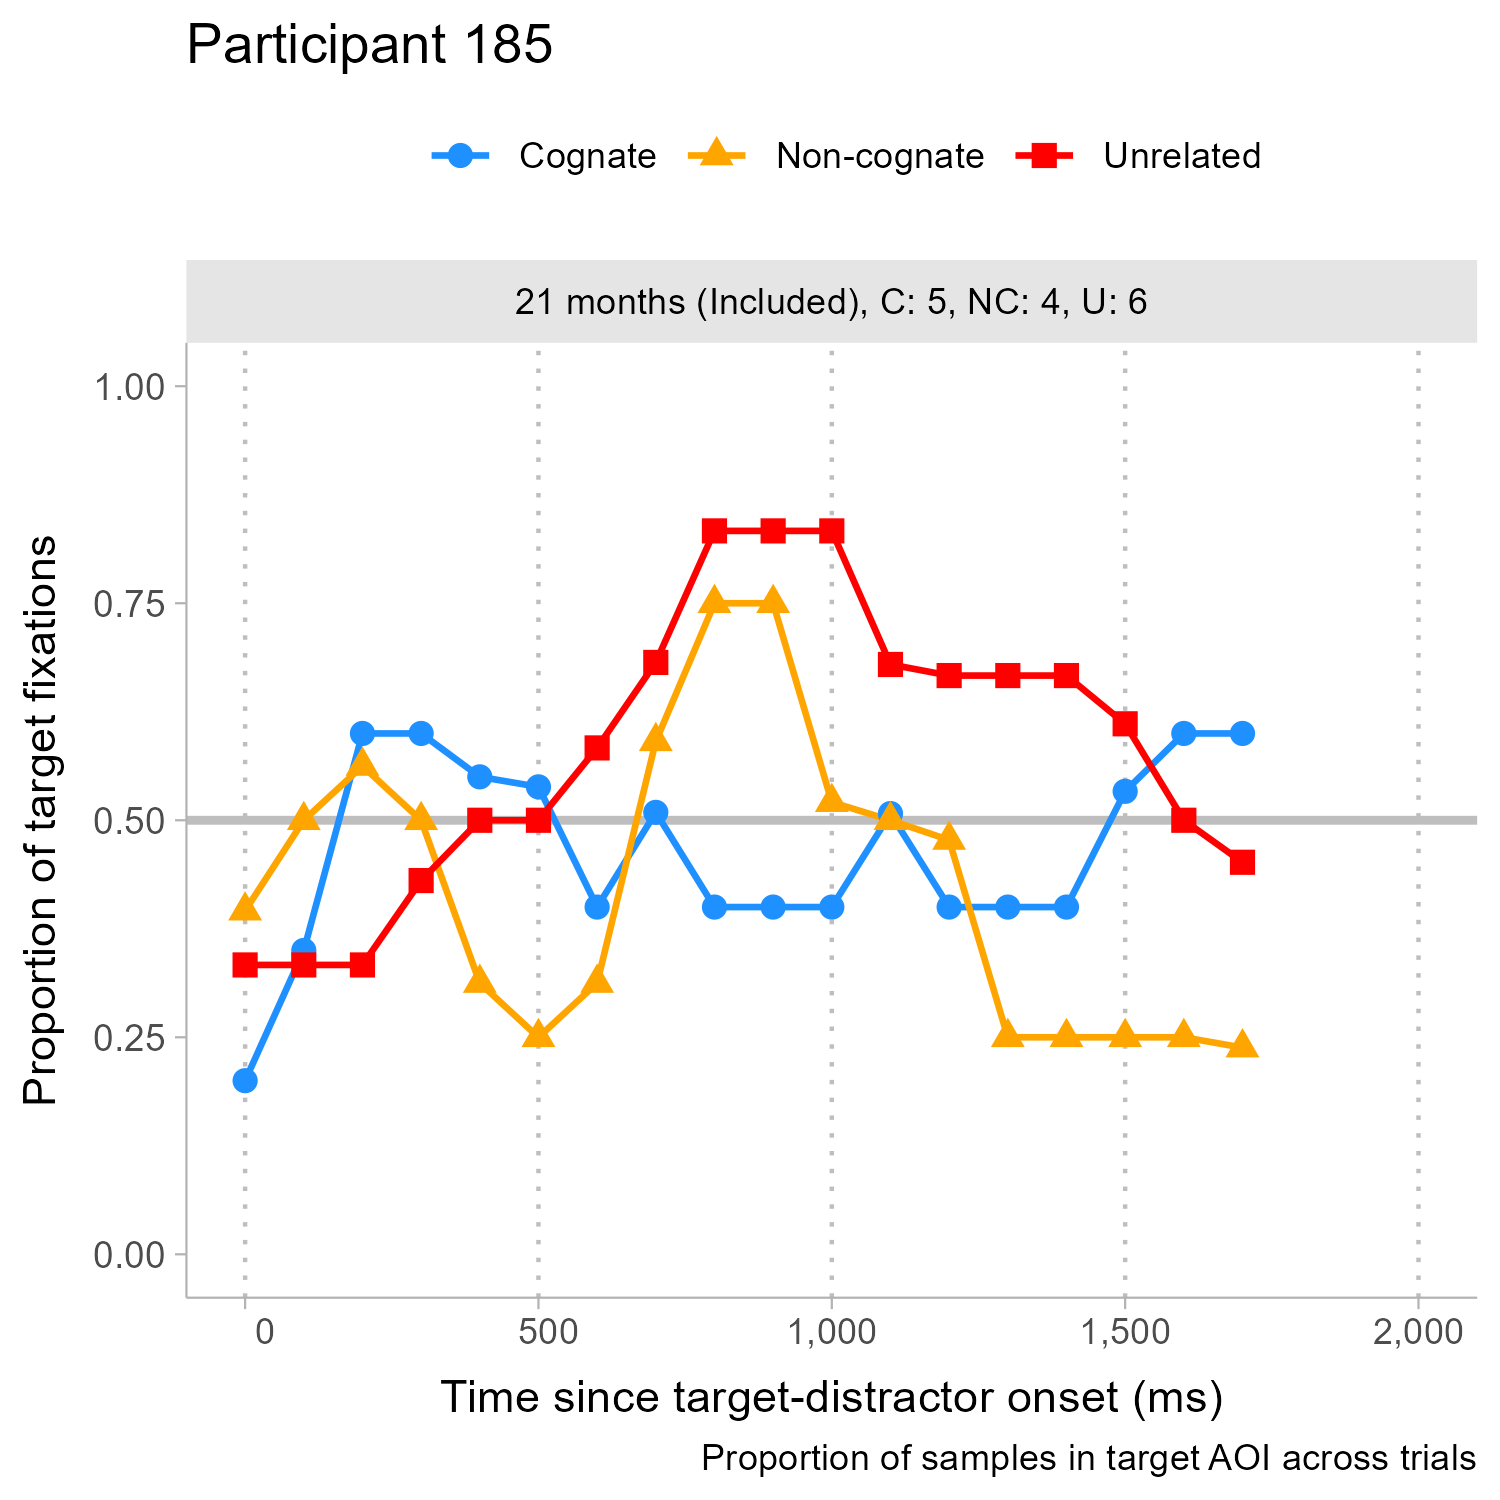 Participant 185
Cognate Non-cognate Unrelated
21 months (Included), C: 5, NC: 4, U: 6
Proportion of target fixations
1.00
0.75
0.50
0.25
0.00
0 500 1,000 1,500 2,000
Time since target-distractor onset (ms)
Proportion of samples in target AOI across trials